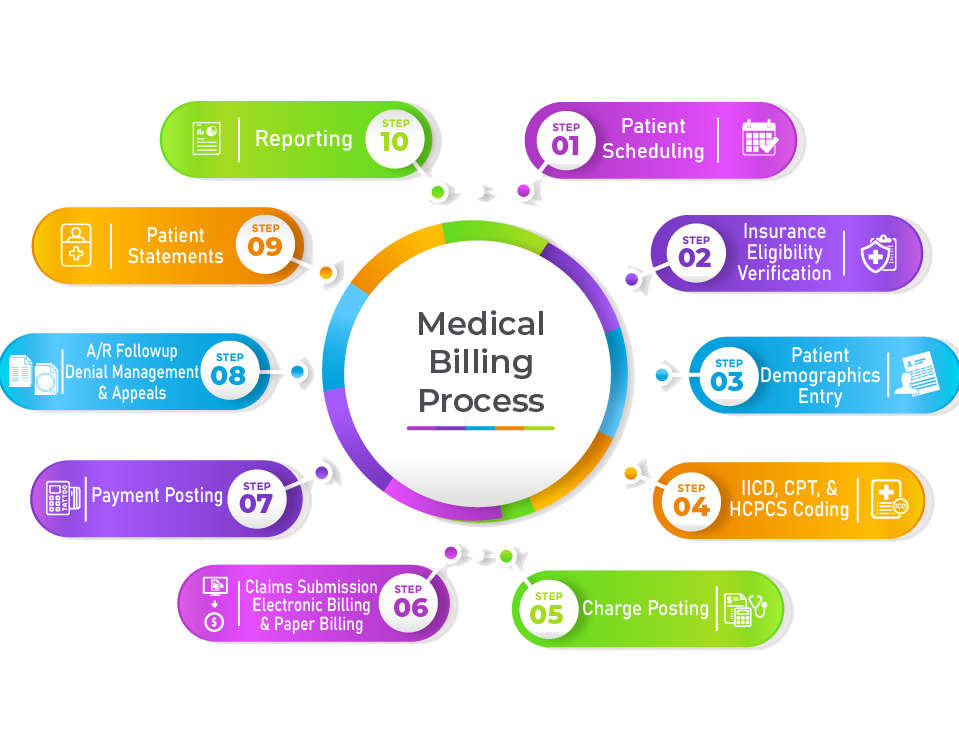 Medical
Billing
Process
STEP
01
Patient
Scheduling
STEP
02
Insurance
Eligibility
Verification
STEP
03
Patient
Demographics
Entry
STEP
04
IICD, CPT, &
HCPCS Coding
ICD
STEP
05
Charge Posting
$
STEP
06
Claims Submission
Electronic Billing
& Paper Billing
$
STEP
07
Payment Posting
TATTOO
STEP
08
A/R Followup
Denial Management
& Appeals
STEP
09
Patient
Statements
STEP
10
Reporting